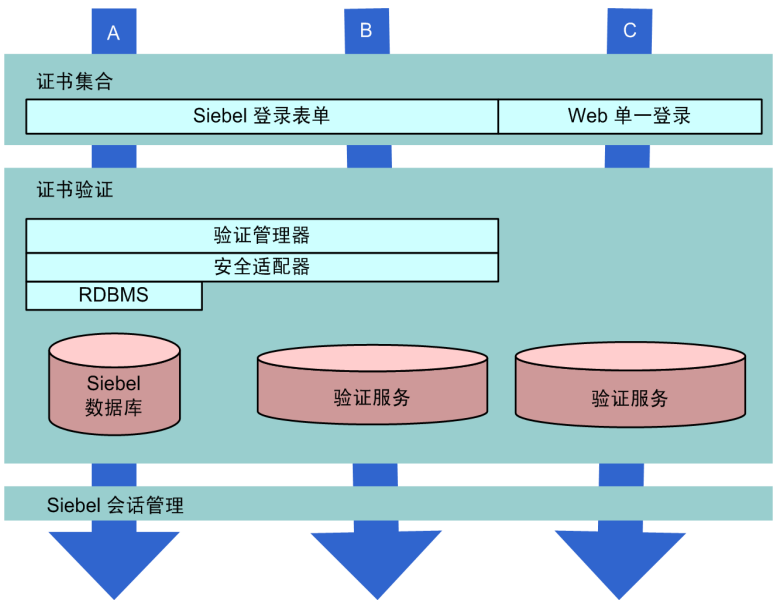 A
B
C
证书集合
Siebel 登录表单
Web 单一登录
证书验证
验证管理器
安全适配器
RDBMS
Siebel
数据库
验证服务
验证服务
Siebel 会话管理